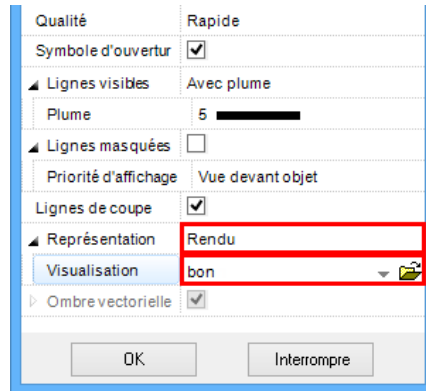 Qualité Rapide
Symbole d'ouvertur
Lignes visibles Avec plume
Plume 5
Lignes masquées
Priorité d'affichage Vue devant objet
Lignes de coupe
Représentation Rendu
Visualisation bon
Ombre vectorielle
OK Interrompre